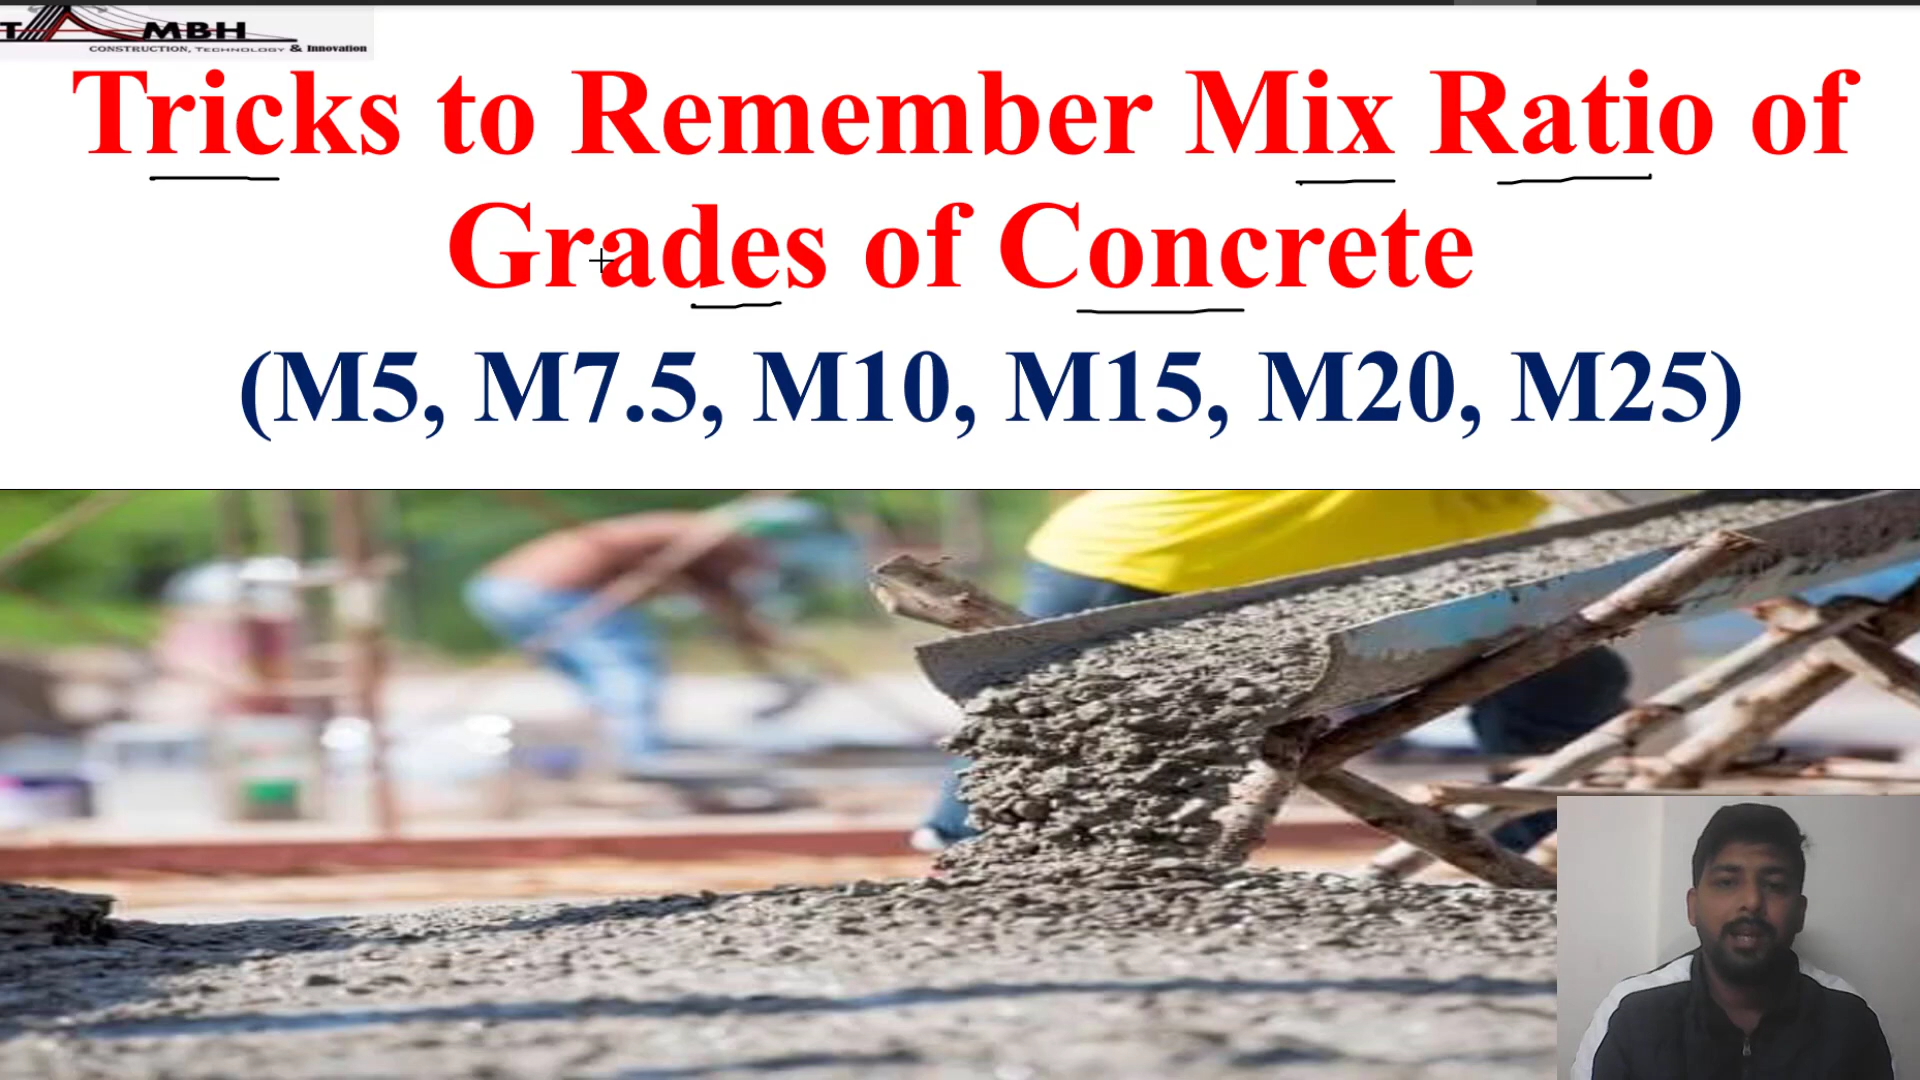 TAMBH
CONSTRUCTION, TECHNOLOGY & Innovation
Tricks to Remember Mix Ratio of
Grades of Concrete
(M5, M7.5, M10, M15, M20, M25)